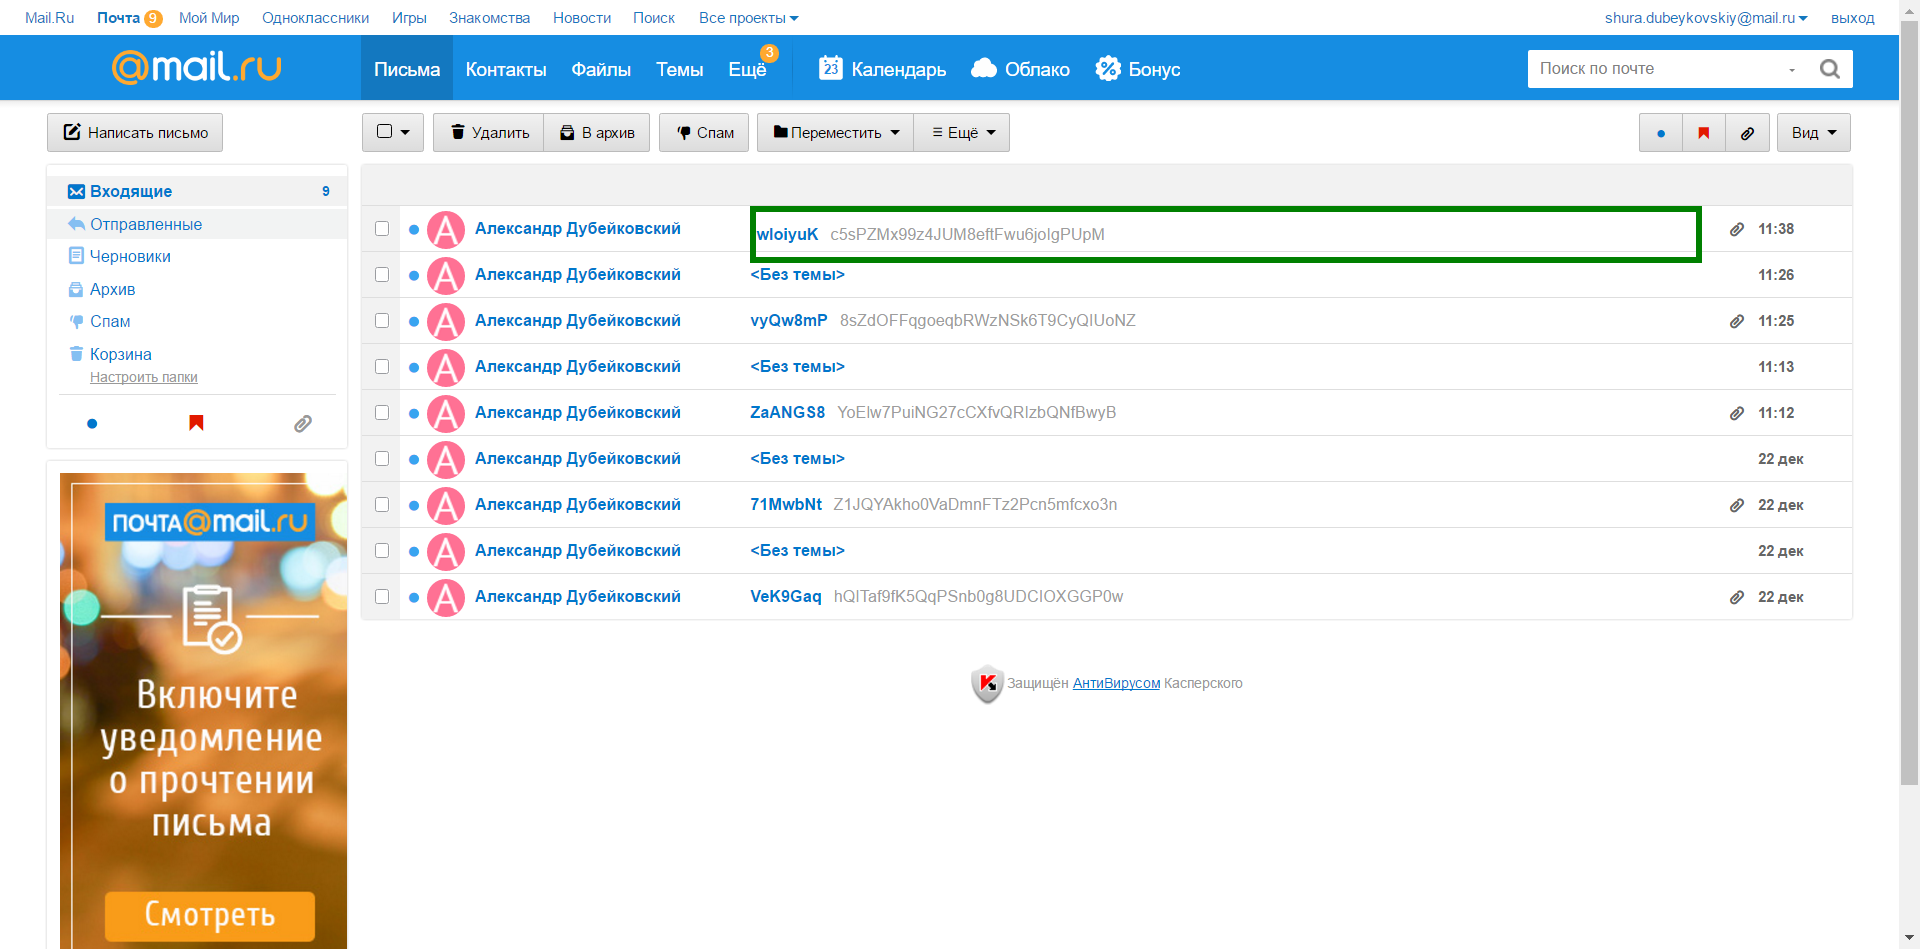 Mail.Ru Почта 9 Мой Мир Одноклассники Игры Знакомства Новости Поиск Все проекты shura.dubeykovskiy@mail.ru выход
@mail.ru Письма Контакты Файлы Темы Ещё 3 23 Календарь Облако Бонус Поиск по почте
Написать письмо Удалить В архив Спам Переместить Ещё Вид
Входящие 9
Отправленные
Черновики
Архив
Спам
Корзина
Настроить папки
А Александр Дубейковский wloiyuK c5sPZMx99z4JUM8eftFwu6jolgPUpM 11:38
А Александр Дубейковский <Без темы> 11:26
А Александр Дубейковский vyQw8mP 8sZdOFFqgoeqbRWzNSk6T9CyQIUoNZ 11:25
А Александр Дубейковский <Без темы> 11:13
А Александр Дубейковский ZaANGS8 YoElw7PuiNG27cCXfvQRIzbQNfBwyB 11:12
А Александр Дубейковский <Без темы> 22 дек
А Александр Дубейковский 71MwbNt Z1JQYAkho0VaDmnFTz2Pcn5mfcxo3n 22 дек
А Александр Дубейковский <Без темы> 22 дек
А Александр Дубейковский VeK9Gaq hQITaf9fK5QqPSnb0g8UDCIOXGGP0w 22 дек
Защищён АнтиВирусом Касперского
ПОЧТА@mail.ru
Включите
уведомление
о прочтении
письма
Смотреть